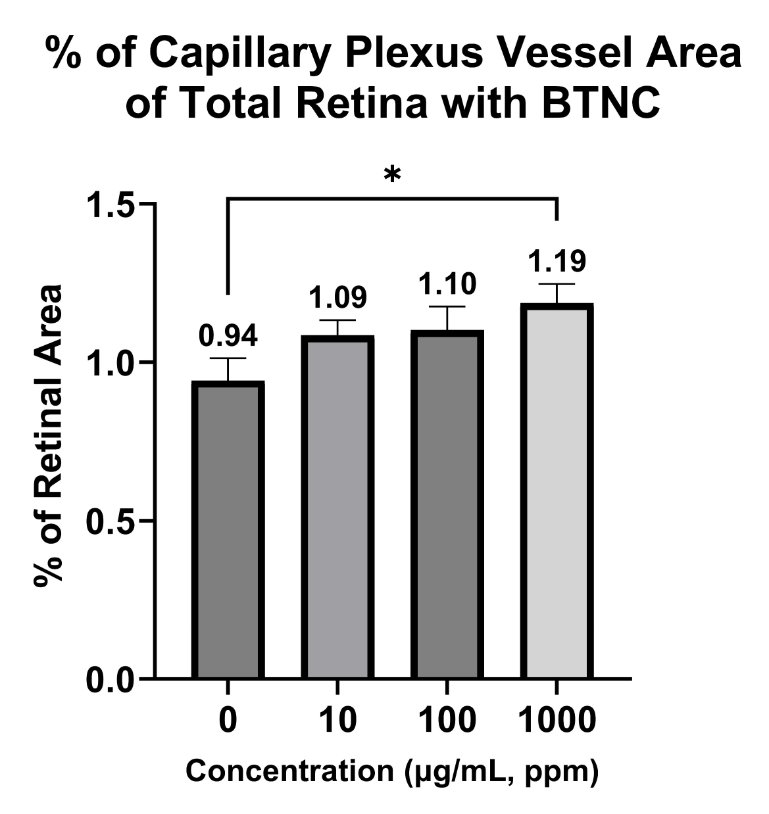 % of Capillary Plexus Vessel Area
of Total Retina with BTNC
*
1.5
1.19
1.10
1.09
0.94
1.0
% of Retinal Area
0.5
0.0
0 10 100 1000
Concentration (µg/mL, ppm)